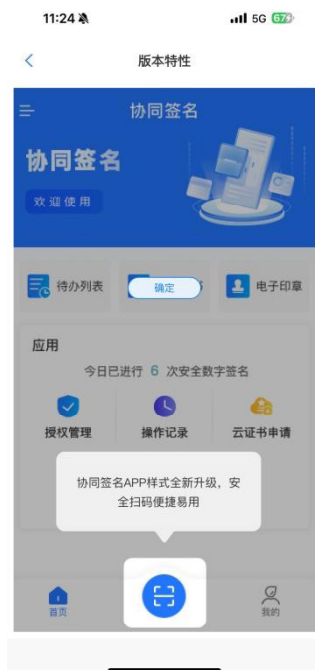 11:24
5G 67
版本特性
协同签名
协同签名
欢迎使用
待办列表
确定
电子印章
应用
今日已进行 6 次安全数字签名
授权管理
操作记录
云证书申请
协同签名APP样式全新升级，安
全扫码便捷易用
首页
我的